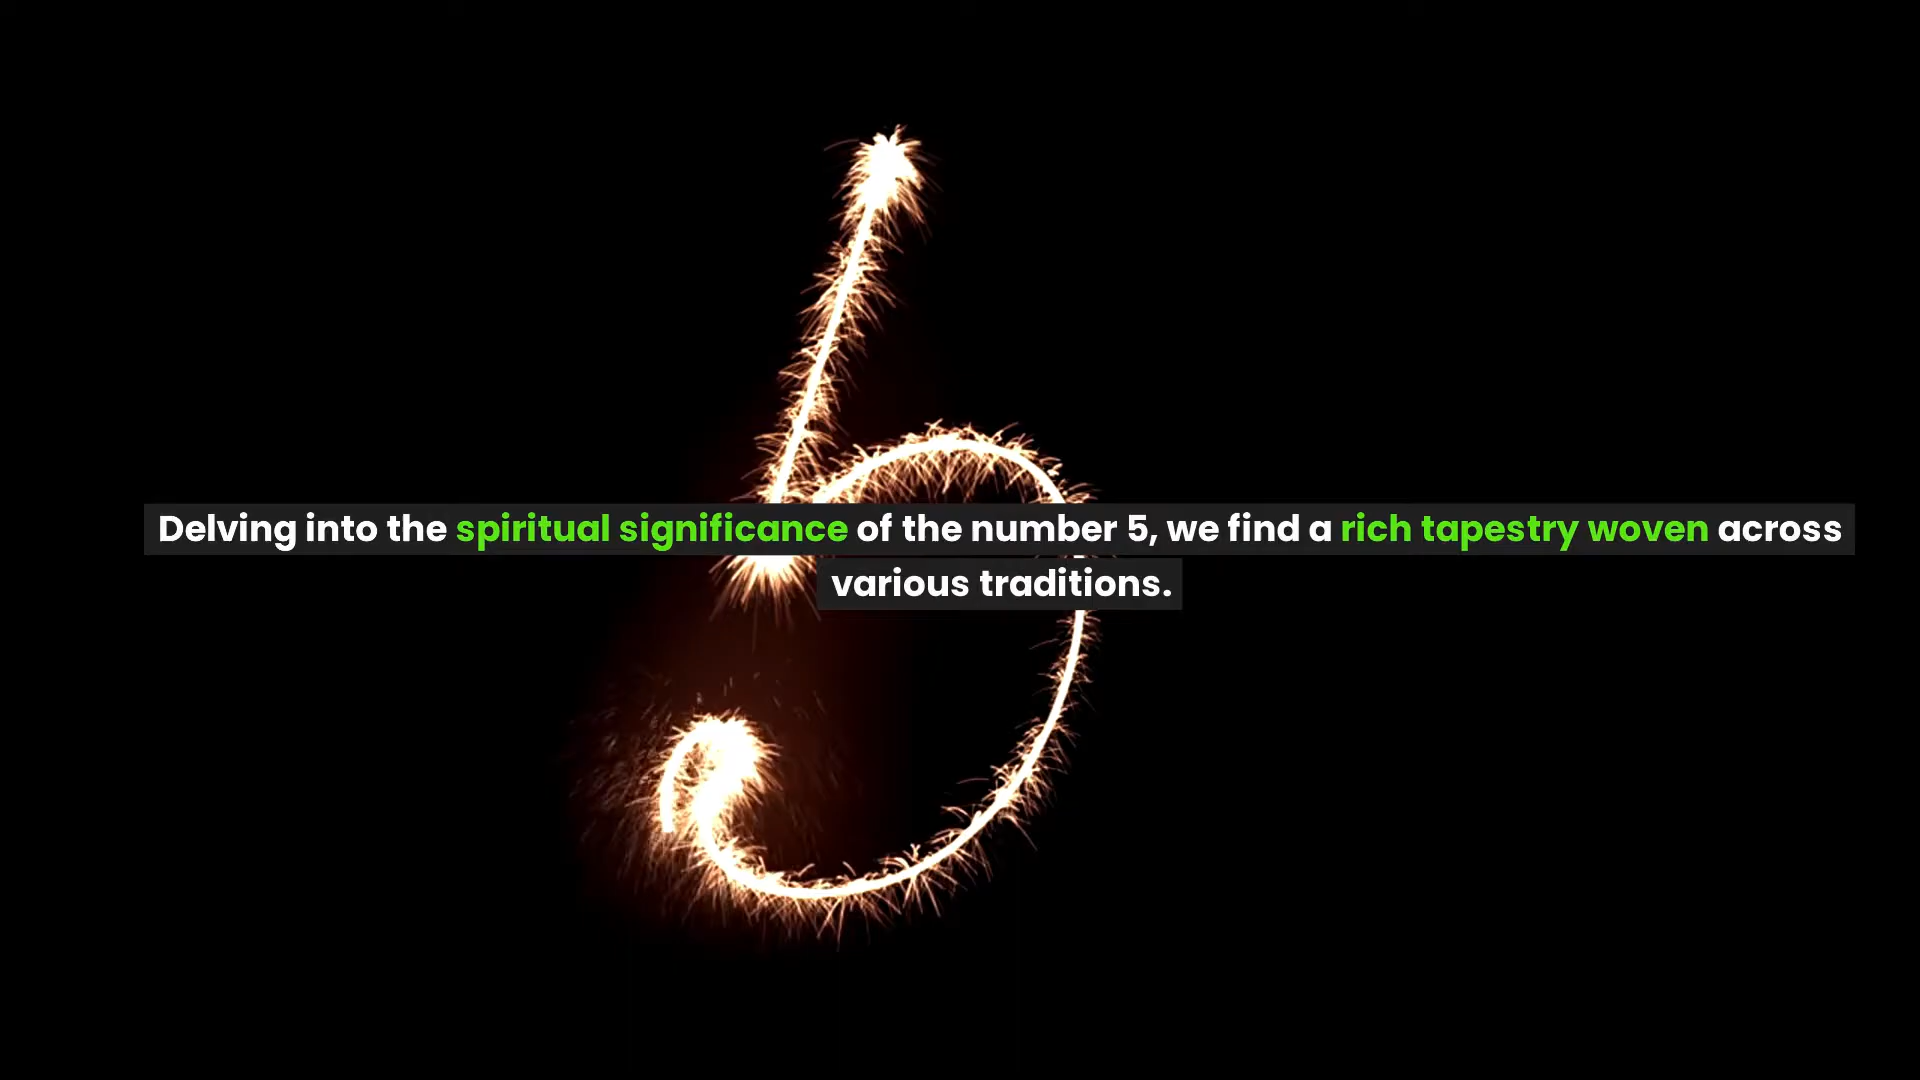 Delving into the spiritual significance of the number 5, we find a rich tapestry woven across
various traditions.